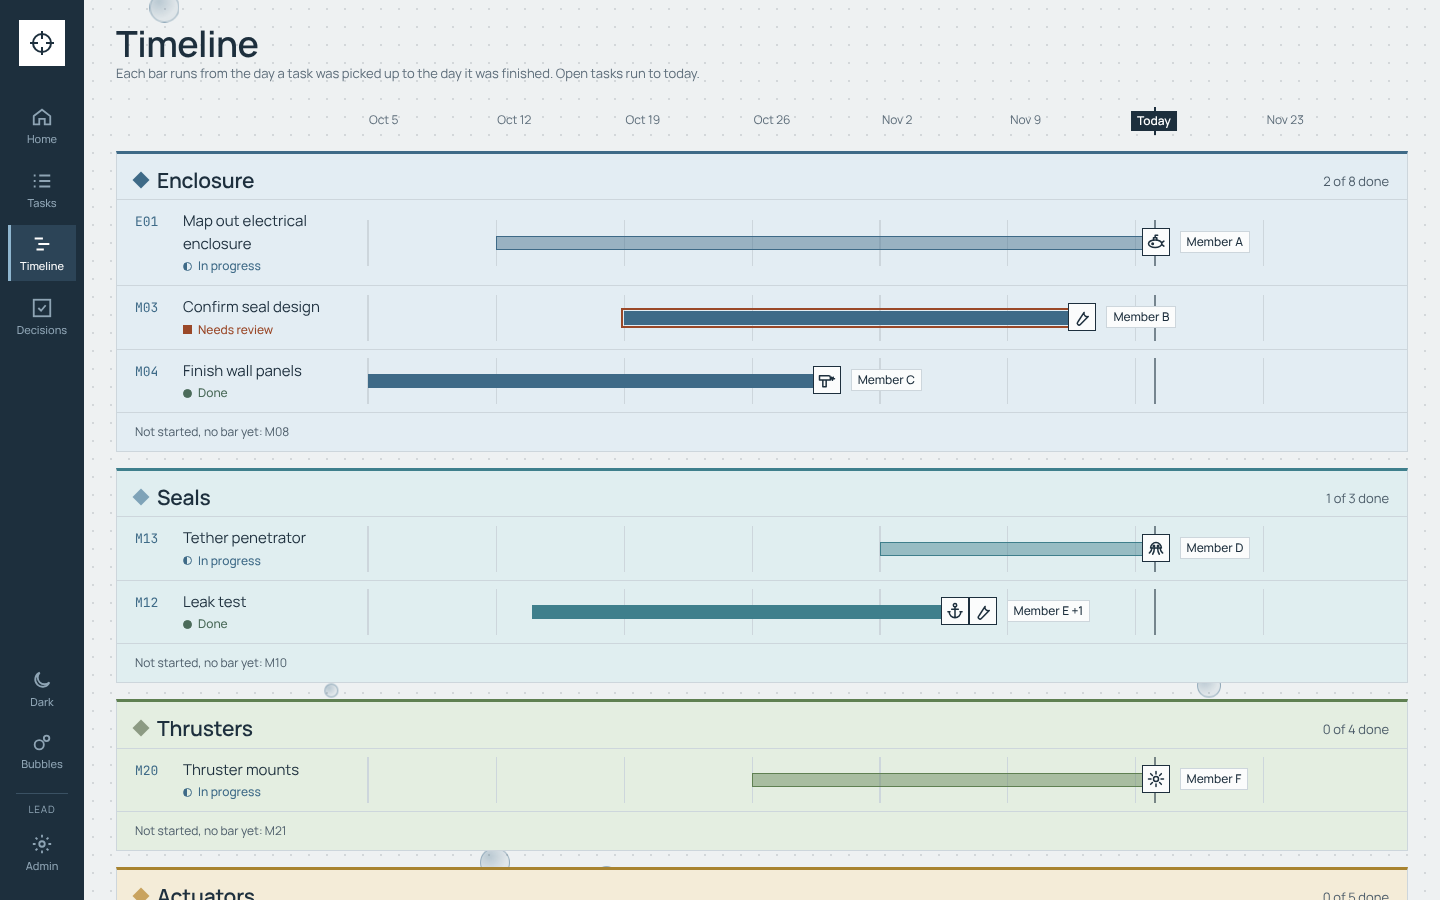 Timeline
Each bar runs from the day a task was picked up to the day it was finished. Open tasks run to today.
Oct 5
Oct 12
Oct 19
Oct 26
Nov 2
Nov 9
Today
Nov 23
Home
Tasks
Timeline
Decisions
Dark
Bubbles
LEAD
Admin
Enclosure
2 of 8 done
E01
Map out electrical
enclosure
In progress
Member A
M03
Confirm seal design
Needs review
Member B
M04
Finish wall panels
Done
Member C
Not started, no bar yet: M08
Seals
1 of 3 done
M13
Tether penetrator
In progress
Member D
M12
Leak test
Done
Member E +1
Not started, no bar yet: M10
Thrusters
0 of 4 done
M20
Thruster mounts
In progress
Member F
Not started, no bar yet: M21
Actuators
0 of 5 done